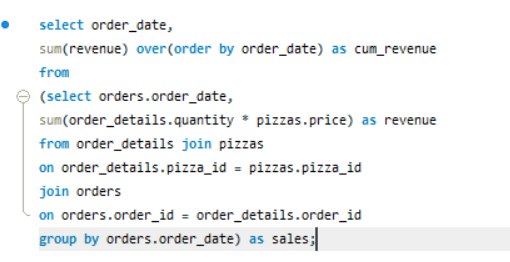 select order_date,
sum(revenue) over(order by order_date) as cum_revenue
from
(select orders.order_date,
sum(order_details.quantity * pizzas.price) as revenue
from order_details join pizzas
on order_details.pizza_id = pizzas.pizza_id
join orders
on orders.order_id = order_details.order_id
group by orders.order_date) as sales;